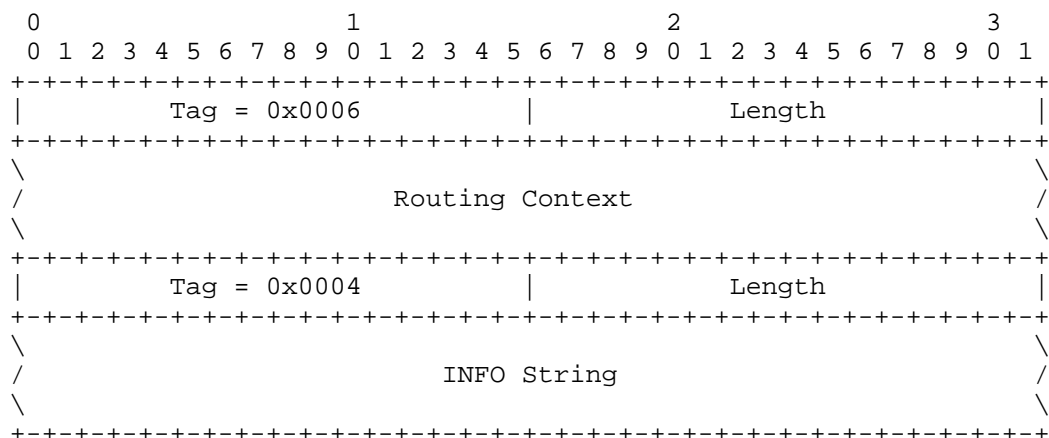 0                   1                   2                   3
 0 1 2 3 4 5 6 7 8 9 0 1 2 3 4 5 6 7 8 9 0 1 2 3 4 5 6 7 8 9 0 1
+-+-+-+-+-+-+-+-+-+-+-+-+-+-+-+-+-+-+-+-+-+-+-+-+-+-+-+-+-+-+-+-+
|         Tag = 0x0006          |            Length             |
+-+-+-+-+-+-+-+-+-+-+-+-+-+-+-+-+-+-+-+-+-+-+-+-+-+-+-+-+-+-+-+-+
\                                                               \
/                       Routing Context                         /
\                                                               \
+-+-+-+-+-+-+-+-+-+-+-+-+-+-+-+-+-+-+-+-+-+-+-+-+-+-+-+-+-+-+-+-+
|         Tag = 0x0004          |            Length             |
+-+-+-+-+-+-+-+-+-+-+-+-+-+-+-+-+-+-+-+-+-+-+-+-+-+-+-+-+-+-+-+-+
\                                                               \
/                          INFO String                          /
\                                                               \
+-+-+-+-+-+-+-+-+-+-+-+-+-+-+-+-+-+-+-+-+-+-+-+-+-+-+-+-+-+-+-+-+